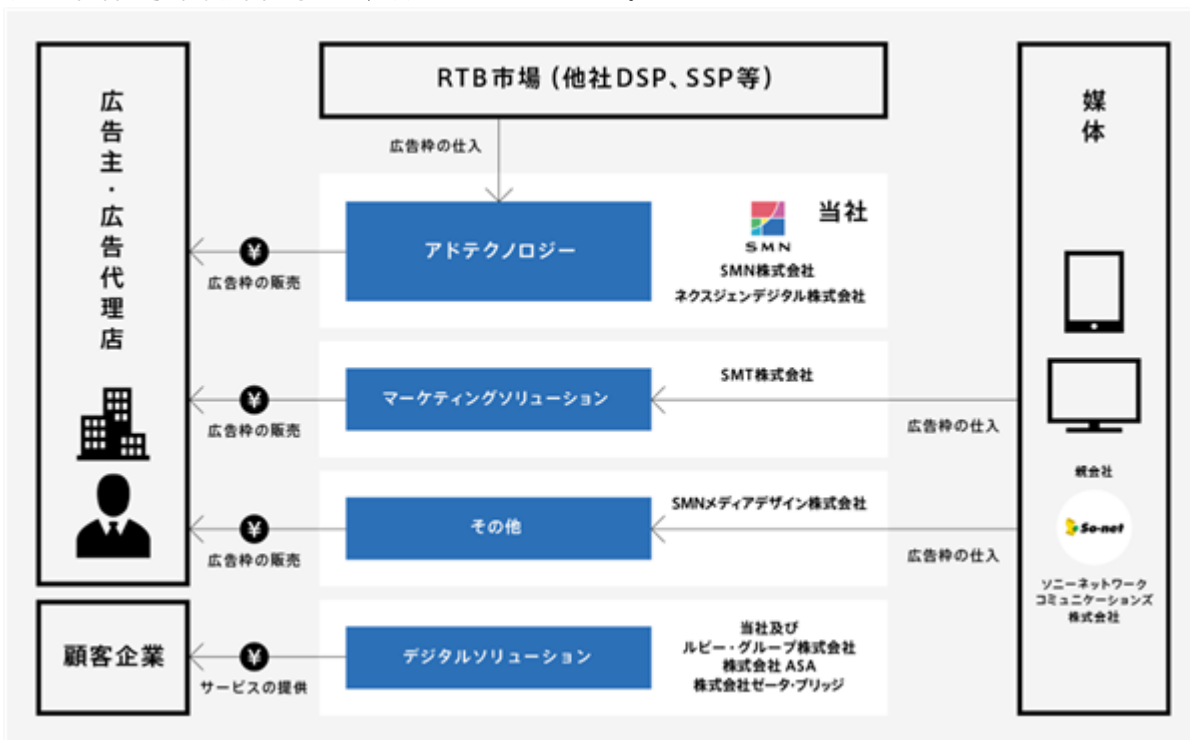 RTB市場(他社DSP、SSP等)
広告主・広告代理店
媒体
広告枠の仕入
アドテクノロジー
SMN
当社
SMN株式会社
ネクスジェンデジタル株式会社
¥
広告枠の販売
マーケティングソリューション
SMT株式会社
¥
広告枠の販売
広告枠の仕入
その他
SMNメディアデザイン株式会社
¥
広告枠の販売
広告枠の仕入
親会社
So-net
ソニーネットワーク
コミュニケーションズ
株式会社
顧客企業
¥
サービスの提供
デジタルソリューション
当社及び
ルビー・グループ株式会社
株式会社 ASA
株式会社ゼータ・ブリッジ